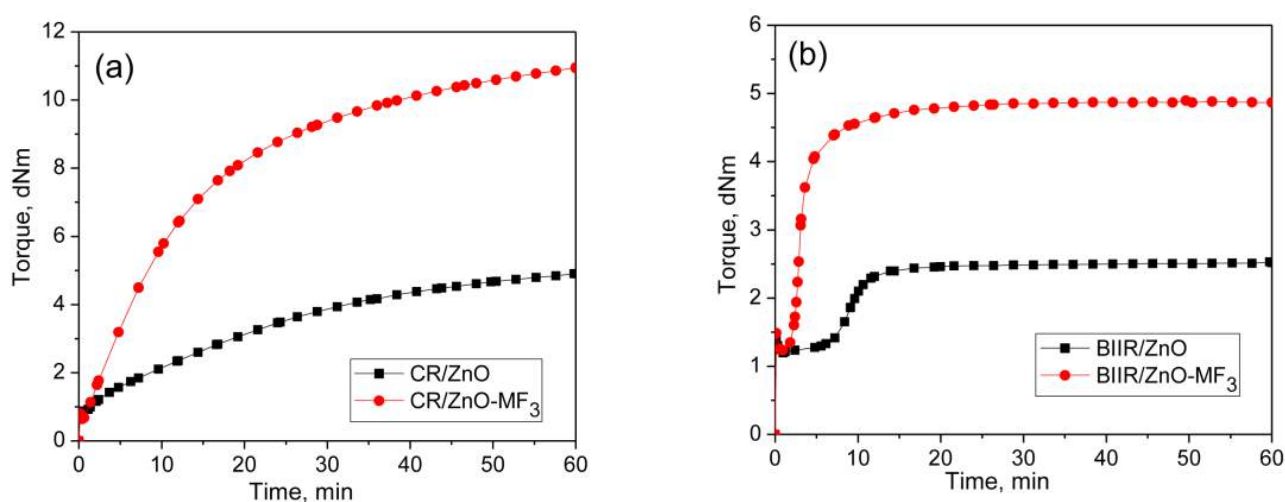 (a)
Torque, dNm
12
10
8
6
4
2
0
0 10 20 30 40 50 60
Time, min
CR/ZnO
CR/ZnO-MF₃
(b)
Torque, dNm
6
5
4
3
2
1
0
0 10 20 30 40 50 60
Time, min
BIIR/ZnO
BIIR/ZnO-MF₃